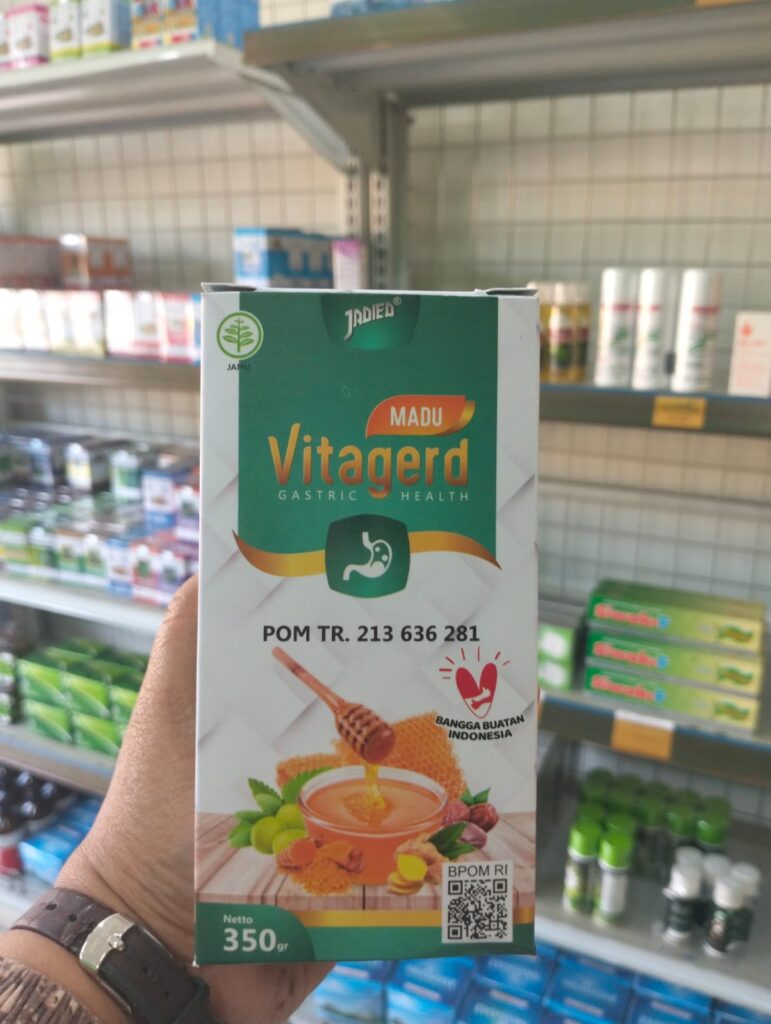 JADIED®
JAMU
MADU
Vitagerd
GASTRIC HEALTH
POM TR. 213 636 281
BANGGA BUATAN
INDONESIA
BPOM RI
Netto
350gr